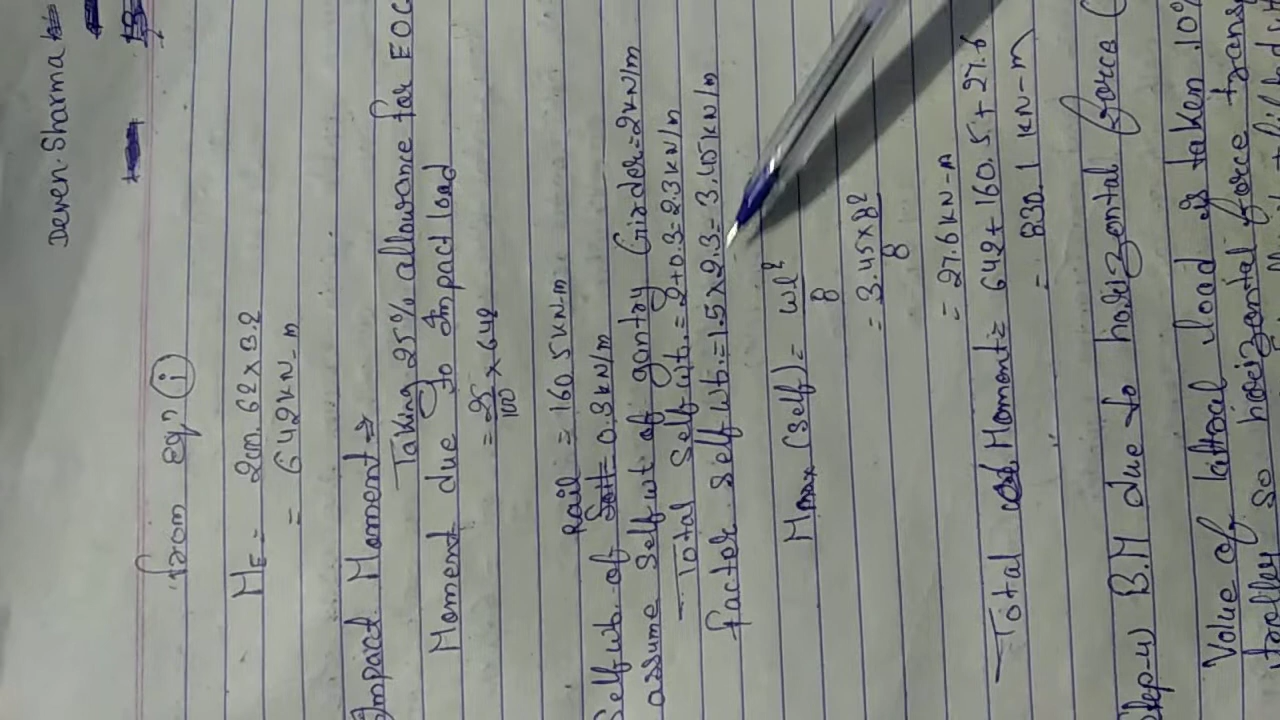 Deven Sharma
from eqn (i)
ME = 200.62 x 3.2
= 642 kN-m
Impact Moment ⇒
Taking 25% allowance for EOC
Moment due to Impact load
= 25/100 x 642
= 160.5 kN-m
Self wt. of Rail = 0.3 kN/m
assume self wt of gantry Girder = 2 kN/m
Total Self wt. = 2+0.3 = 2.3 kN/m
factor self wt. = 1.5 x 2.3 = 3.45 kN/m
Mmax (self) = wl²/8
= 3.45 x 8²/8
= 27.6 kN-m
Total Moment = 642 + 160.5 + 27.6
= 830.1 kN-m
Step-4 B.M due to horizontal force (
Value of lateral load is taken 10%
trolley so horizontal force trans